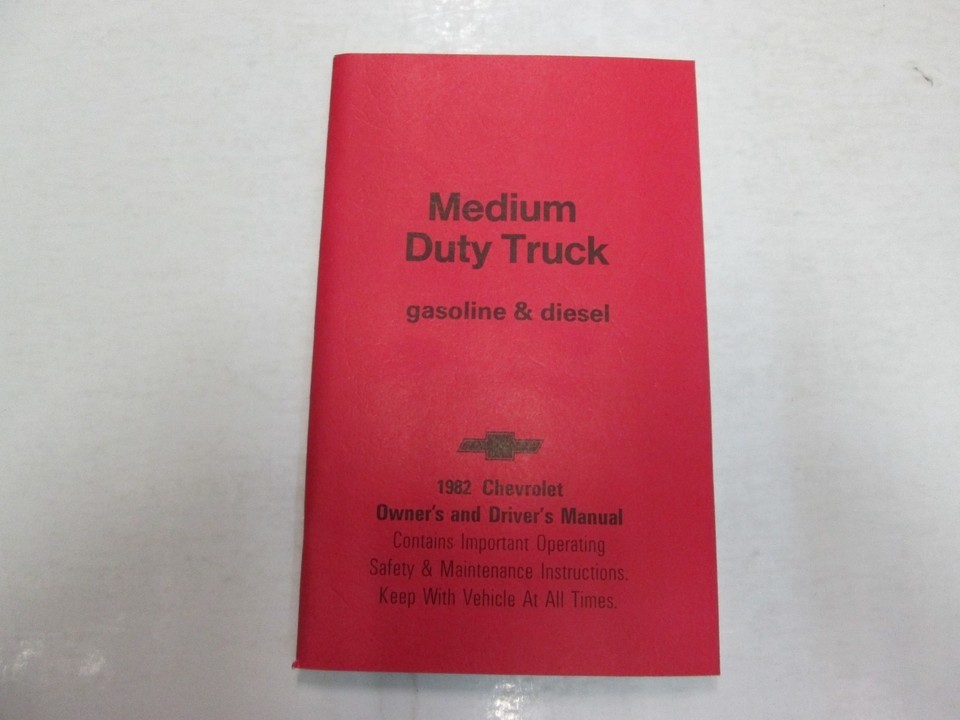 Medium
Duty Truck
gasoline & diesel
1982 Chevrolet
Owner's and Driver's Manual
Contains Important Operating
Safety & Maintenance Instructions.
Keep With Vehicle At All Times.